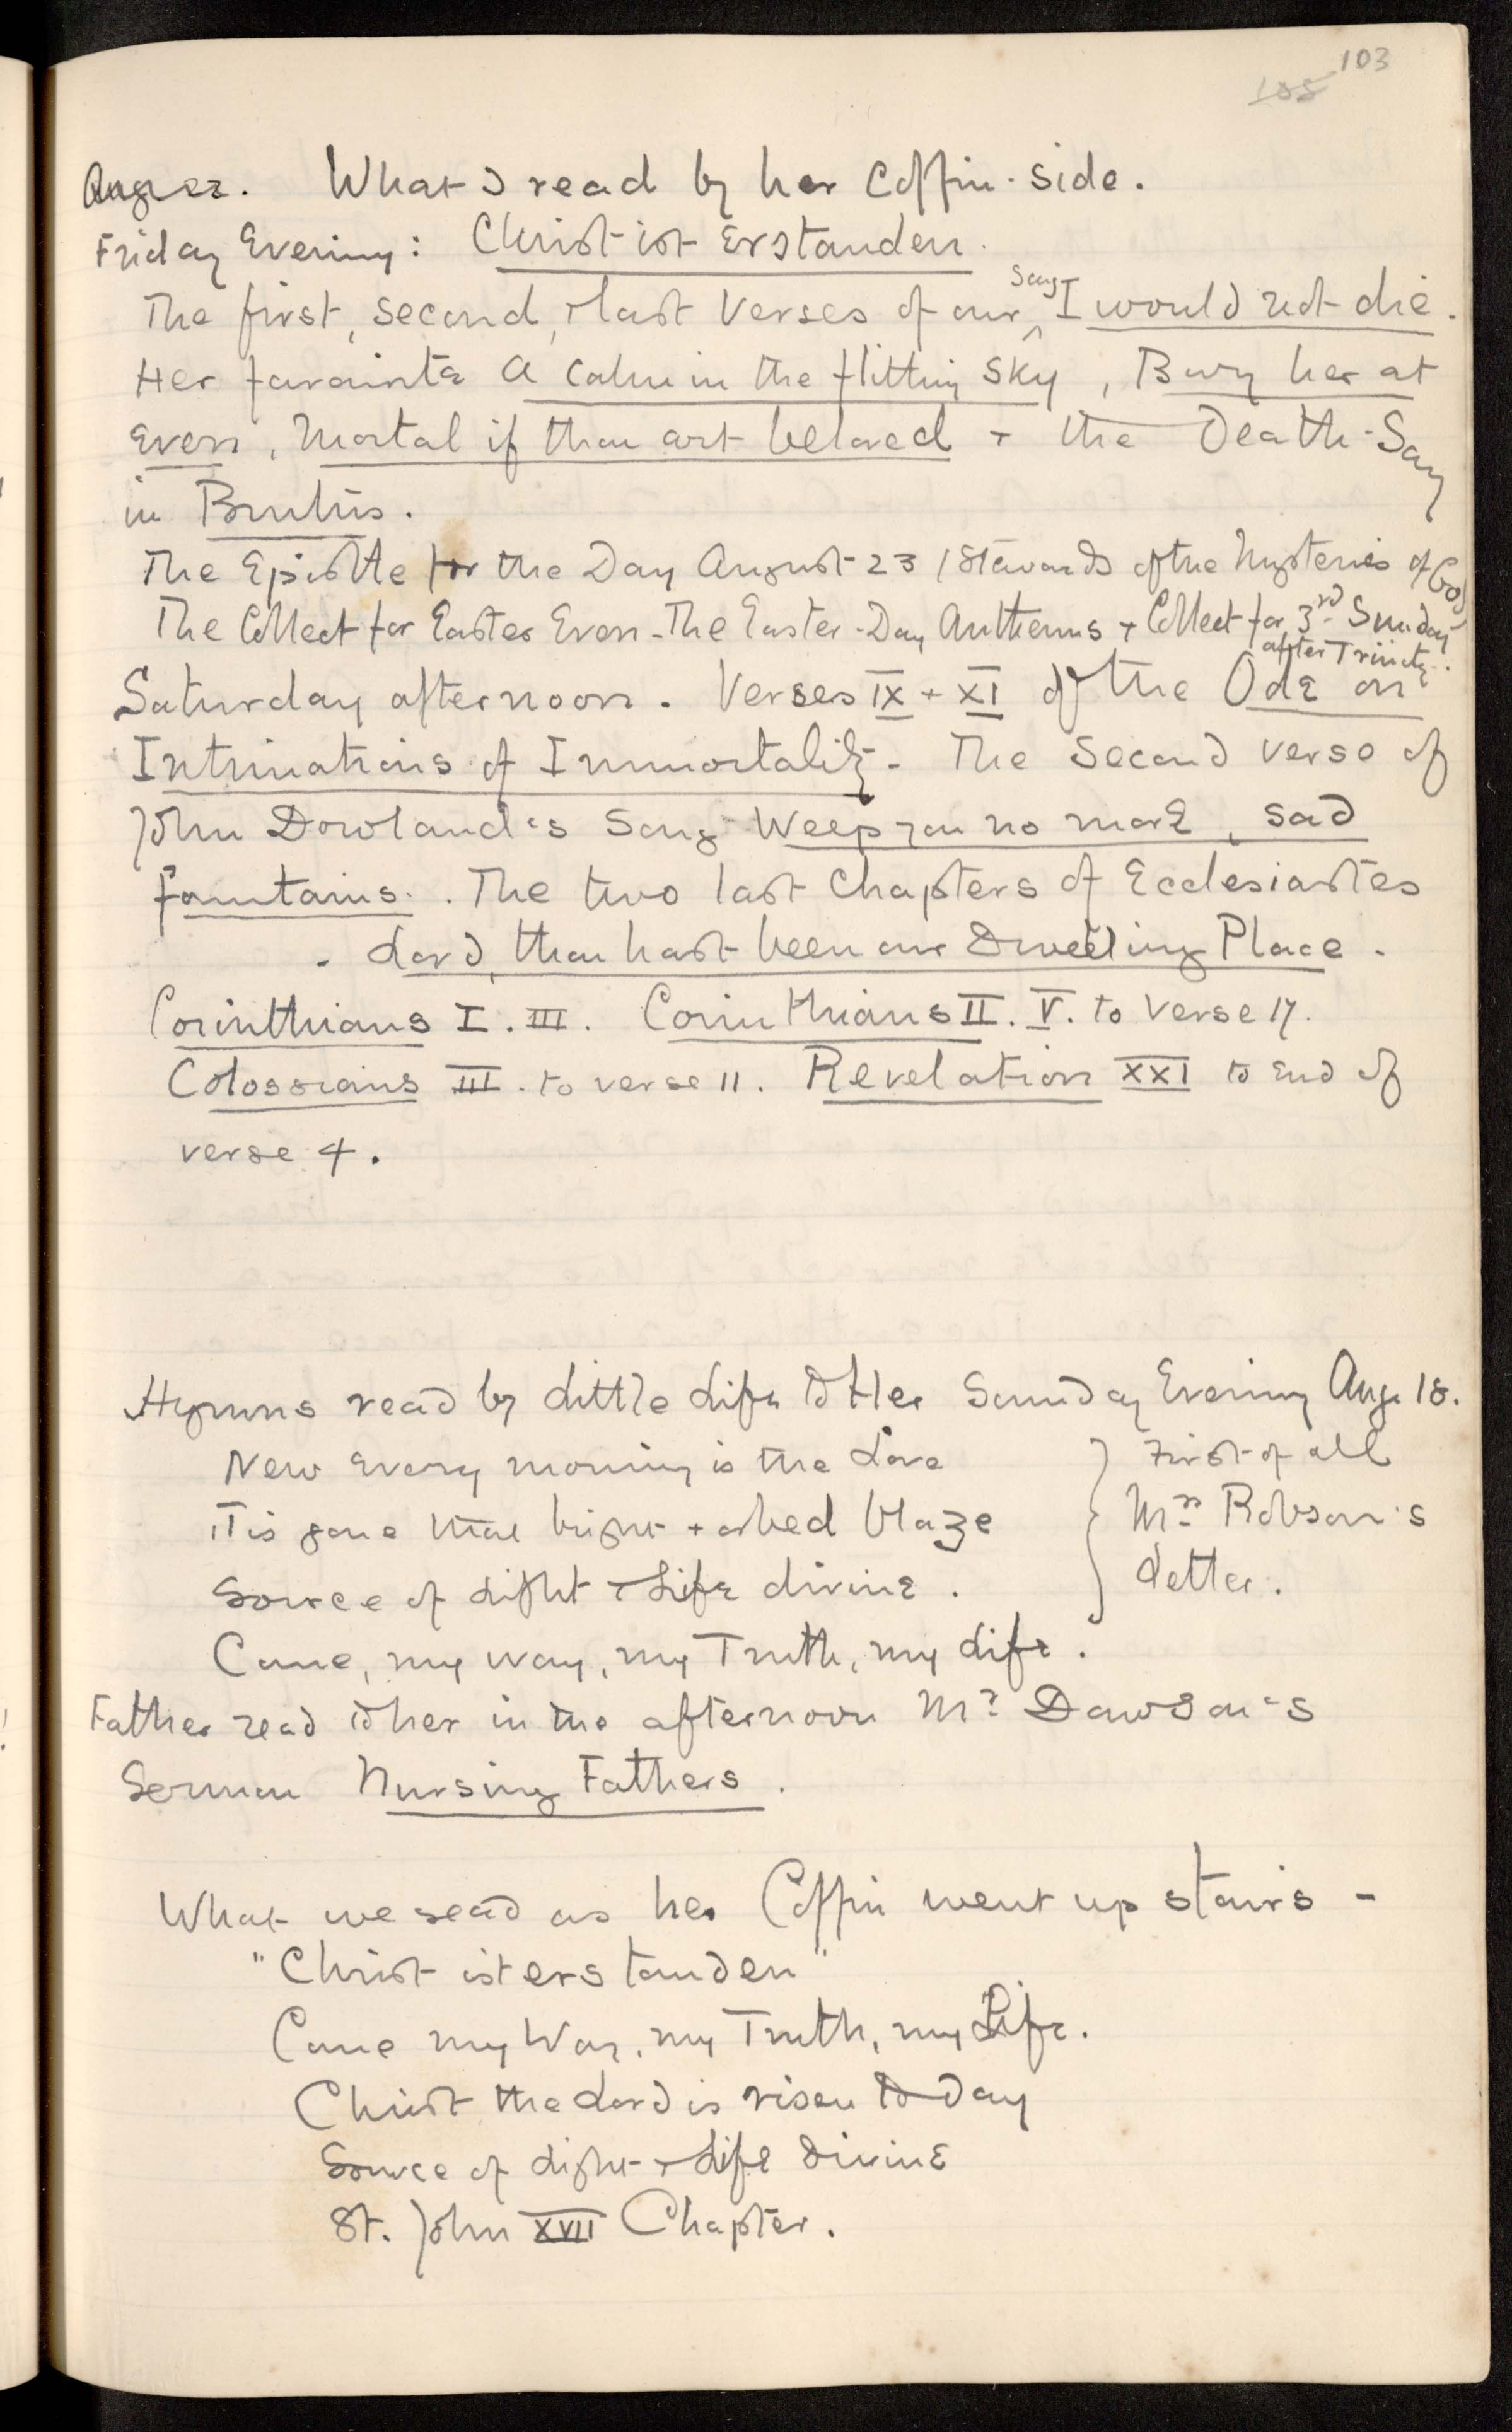 103
105
Aug 22. What I read by her Coffin-side.
Friday Evening: Christ ist Erstanden.
The first, second, + last Verses of our Song I would not die.
Her favourite A Calm in the flitting sky, Bury her at
Even, Mortal if thou art beloved + the Death-Song
in Brutus.
The Epistle for the Day August 23 / Stewards of the Mysteries of God
The Collect for Easter Even - The Easter-Day Anthems + Collect for 3rd Sunday
after Trinity.
Saturday afternoon. Verses IX + XI of the Ode on
Intimations of Immortality - The Second verse of
John Dowland's Song Weep you no more, sad
fountains. . The two last Chapters of Ecclesiastes
. Lord, thou hast been our Dwelling Place.
Corinthians I. III. Corinthians II. V. to Verse 17.
Colossians III. to verse 11. Revelation XXI to End of
verse 4.
Hymns read by Little Life to Her Sunday Evening Aug. 18.
New Every morning is the Love } First of all
'Tis gone that bright + orbed blaze } Mrs Robson's
Source of Light + Life divine. } letter.
Come, my way, my Truth, my Life.
Father read to her in the afternoon Mr Dawson's
Sermon Nursing Fathers.
What we read as her Coffin went up stairs -
"Christ ist erstanden"
Come my Way, my Truth, my Life.
Christ the Lord is risen to day
Source of Light + Life Divine
St. John XVII Chapter.